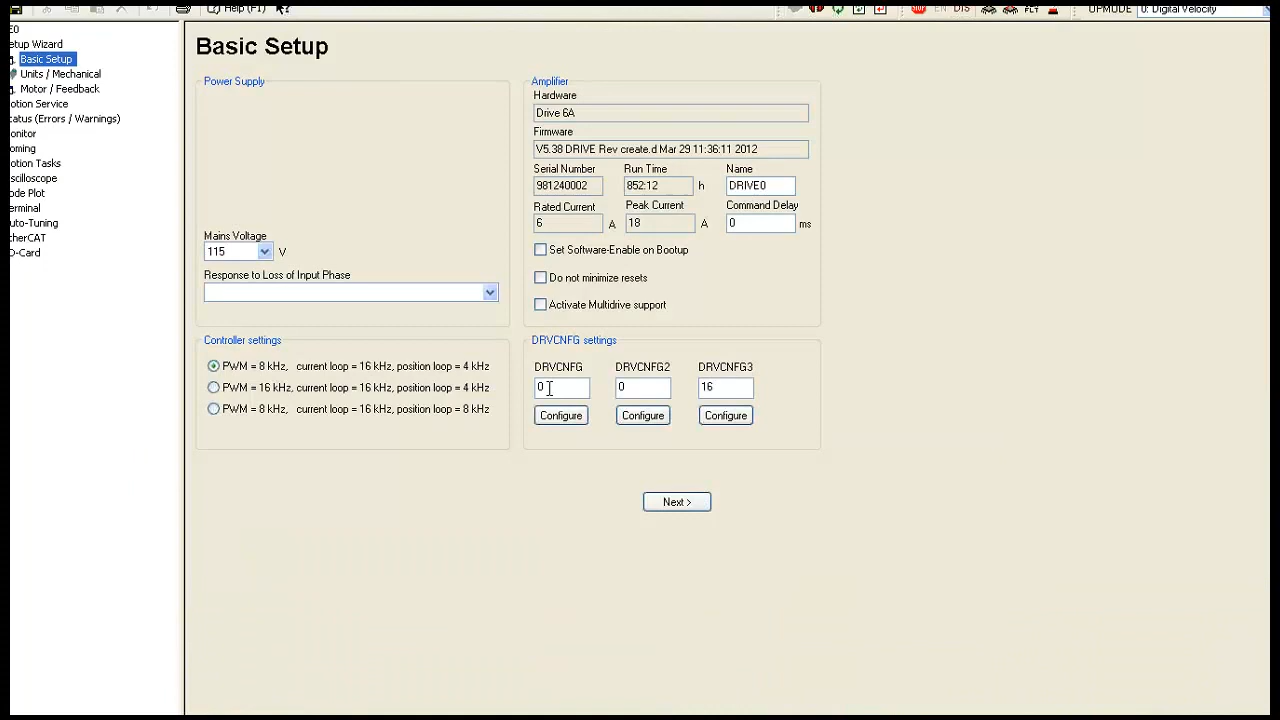 Help (F1)
EN
DIS
OPMODE 0: Digital Velocity
E0
etup Wizard
Basic Setup
Units / Mechanical
Motor / Feedback
otion Service
tatus (Errors / Warnings)
onitor
oming
otion Tasks
scilloscope
ode Plot
erminal
uto-Tuning
therCAT
D-Card
Basic Setup
Power Supply
Mains Voltage
115 V
Response to Loss of Input Phase
Amplifier
Hardware
Drive 6A
Firmware
V5.38 DRIVE Rev create.d Mar 29 11:36:11 2012
Serial Number Run Time Name
981240002 852:12 h DRIVE0
Rated Current Peak Current Command Delay
6 A 18 A 0 ms
Set Software-Enable on Bootup
Do not minimize resets
Activate Multidrive support
Controller settings
PWM = 8 kHz, current loop = 16 kHz, position loop = 4 kHz
PWM = 16 kHz, current loop = 16 kHz, position loop = 4 kHz
PWM = 8 kHz, current loop = 16 kHz, position loop = 8 kHz
DRVCNFG settings
DRVCNFG DRVCNFG2 DRVCNFG3
0 0 16
Configure Configure Configure
Next >